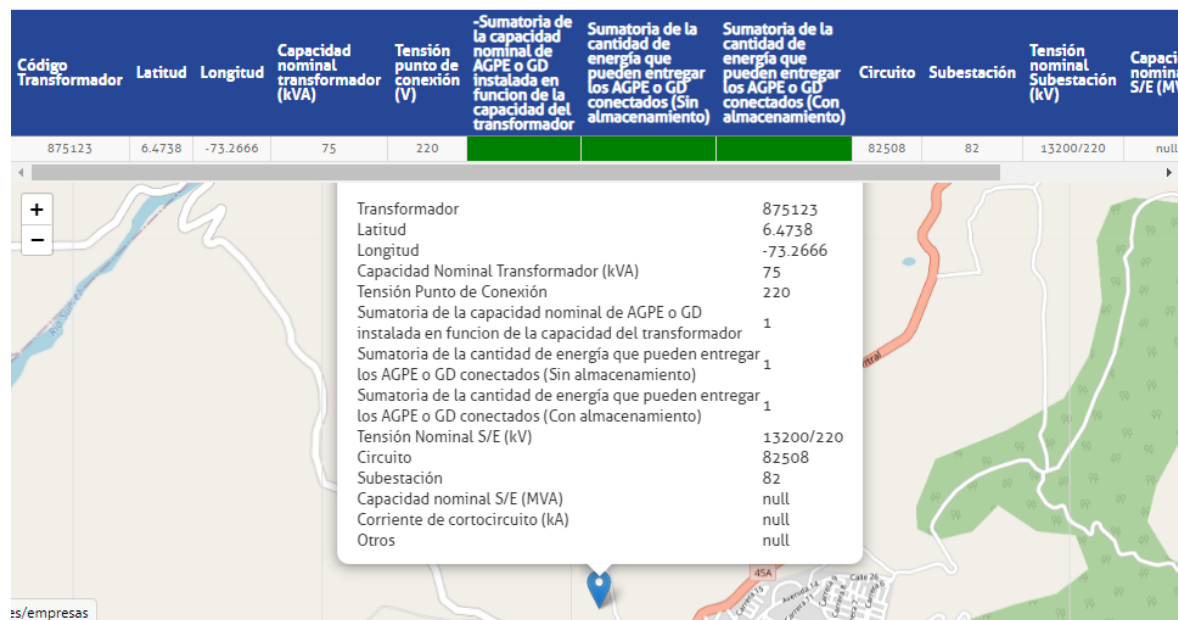 Código Transformador
Latitud
Longitud
Capacidad nominal transformador (kVA)
Tensión punto de conexión (V)
-Sumatoria de la capacidad nominal de AGPE o GD instalada en funcion de la capacidad del transformador
Sumatoria de la cantidad de energía que pueden entregar los AGPE o GD conectados (Sin almacenamiento)
Sumatoria de la cantidad de energía que pueden entregar los AGPE o GD conectados (Con almacenamiento)
Circuito
Subestación
Tensión nominal Subestación (kV)
S/E
875123 6.4738 -73.2666 75 220 82508 82 13200/220 null
+
−
Transformador 875123
Latitud 6.4738
Longitud -73.2666
Capacidad Nominal Transformador (kVA) 75
Tensión Punto de Conexión 220
Sumatoria de la capacidad nominal de AGPE o GD
instalada en funcion de la capacidad del transformador 1
Sumatoria de la cantidad de energía que pueden entregar
los AGPE o GD conectados (Sin almacenamiento) 1
Sumatoria de la cantidad de energía que pueden entregar
los AGPE o GD conectados (Con almacenamiento) 1
Tensión Nominal S/E (kV) 13200/220
Circuito 82508
Subestación 82
Capacidad nominal S/E (MVA) null
Corriente de cortocircuito (kA) null
Otros null
45A
Calle 26
Carrera 15
Avenida 14
es/empresas